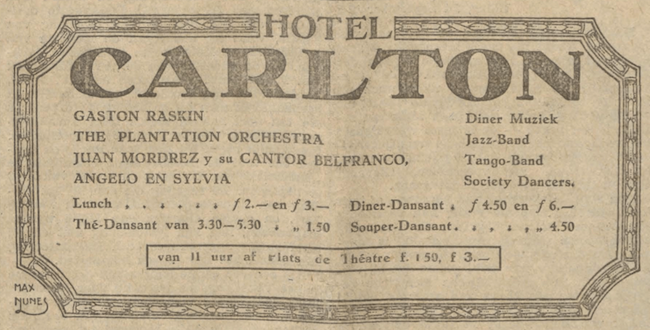 HOTEL
CARLTON
GASTON RASKIN Diner Muziek
THE PLANTATION ORCHESTRA Jazz-Band
JUAN MORDREZ y su CANTOR BELFRANCO, Tango-Band
ANGELO EN SYLVIA Society Dancers.
Lunch . . . . . . f 2.— en f 3.— Diner-Dansant . f 4.50 en f 6.—
Thé-Dansant van 3.30—5.30 . „ 1.50 Souper-Dansant. . . . , „ 4.50
van 11 uur af Plats de Théatre f. 1 50, f 3.—
MAX
NUNES